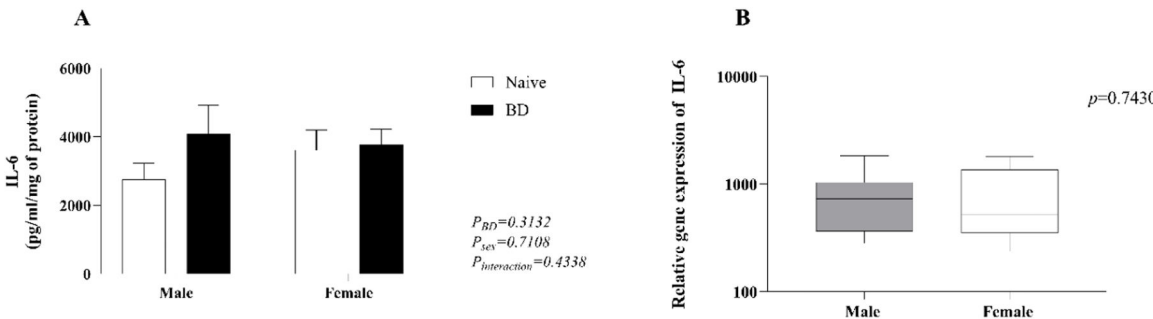 A
IL-6
(pg/ml/mg of protein)
6000
4000
2000
0
Male
Female
Naive
BD
P_BD=0.3132
P_sex=0.7108
P_interaction=0.4338
B
Relative gene expression of IL-6
10000
1000
100
Male
Female
p=0.7430